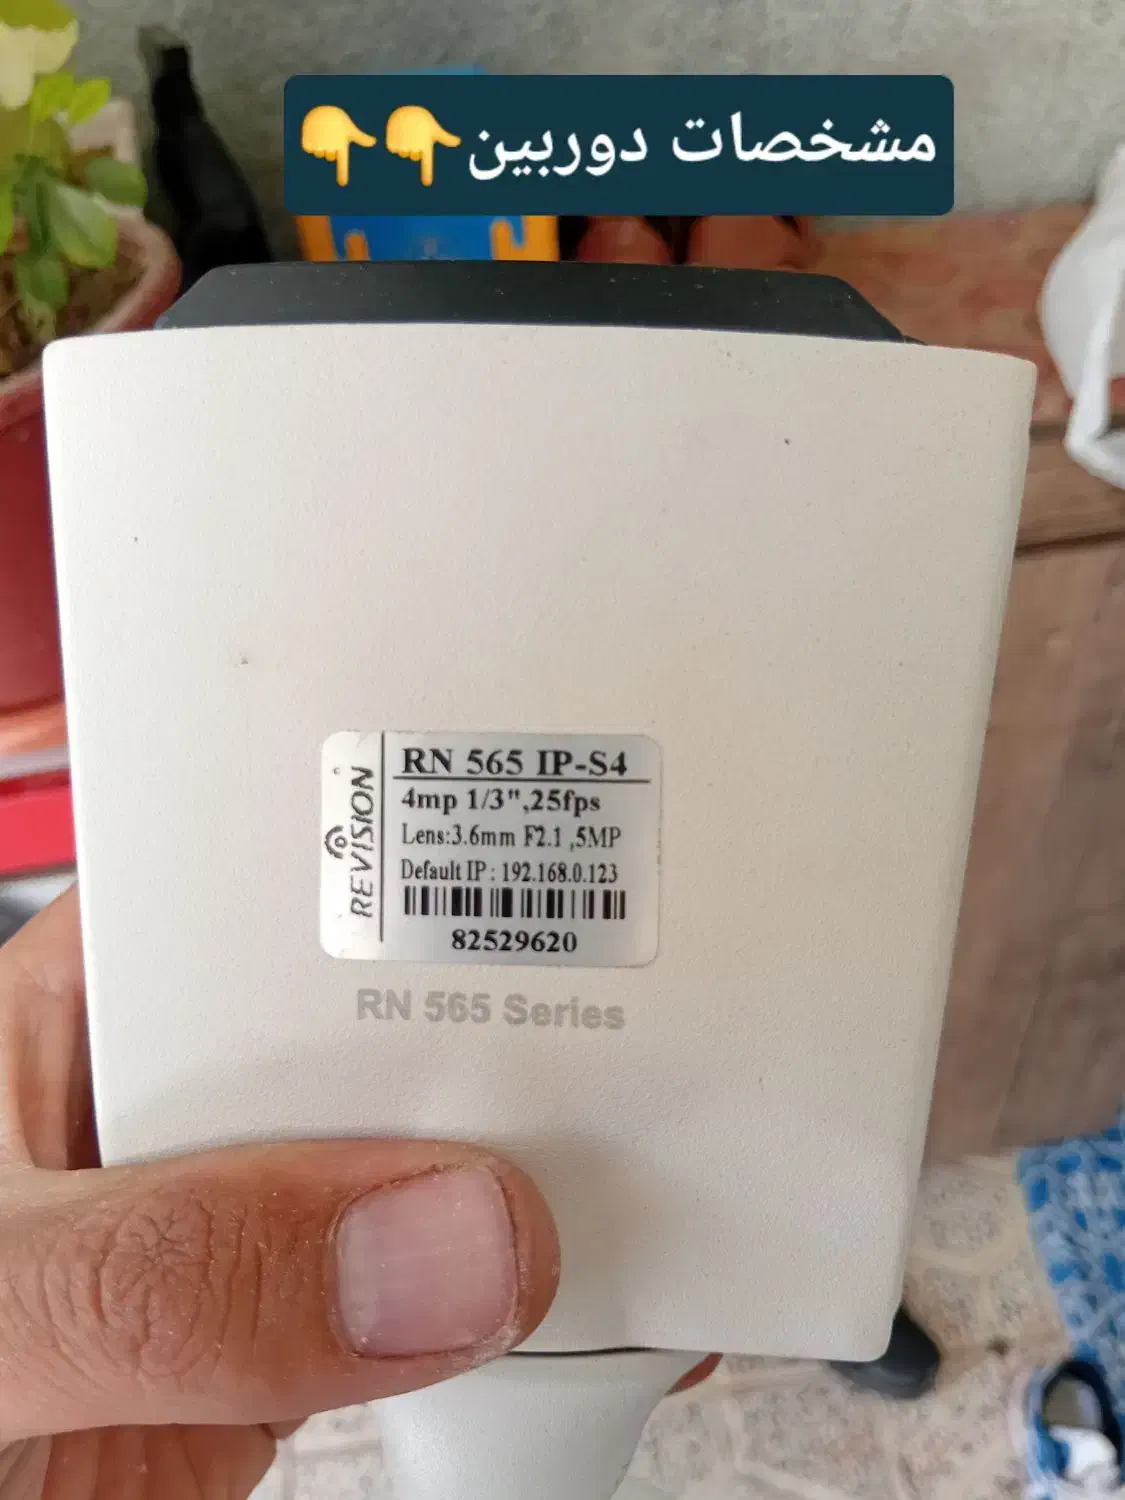 مشخصات دوربین👇👇
REVISION
RN 565 IP-S4
4mp 1/3",25fps
Lens:3.6mm F2.1 ,5MP
Default IP : 192.168.0.123
82529620
RN 565 Series